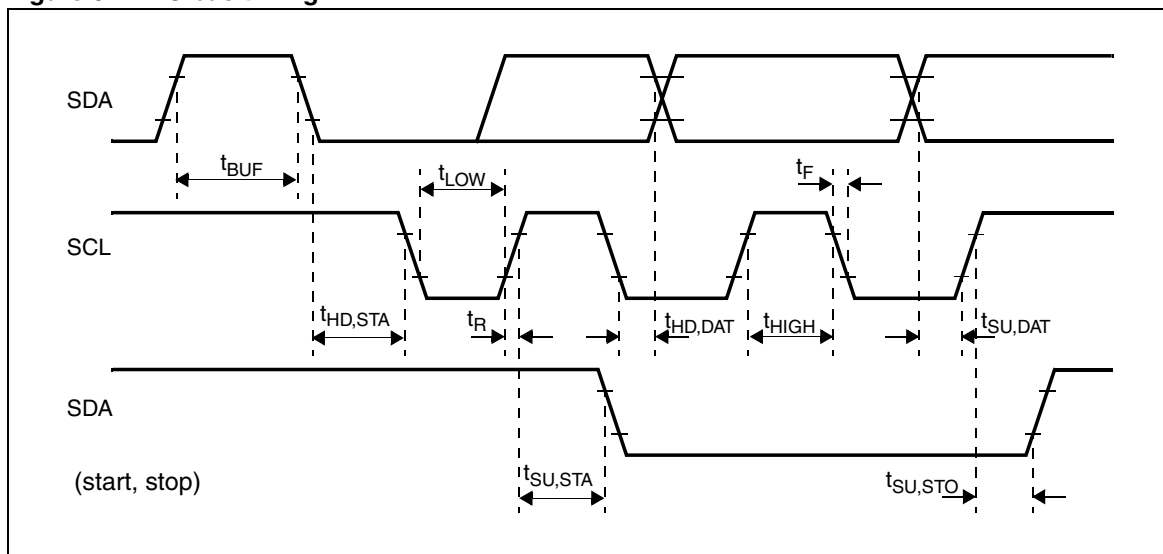 SDA
tBUF
tLOW
tF
SCL
tHD,STA
tR
tHD,DAT
tHIGH
tSU,DAT
SDA
(start, stop)
tSU,STA
tSU,STO